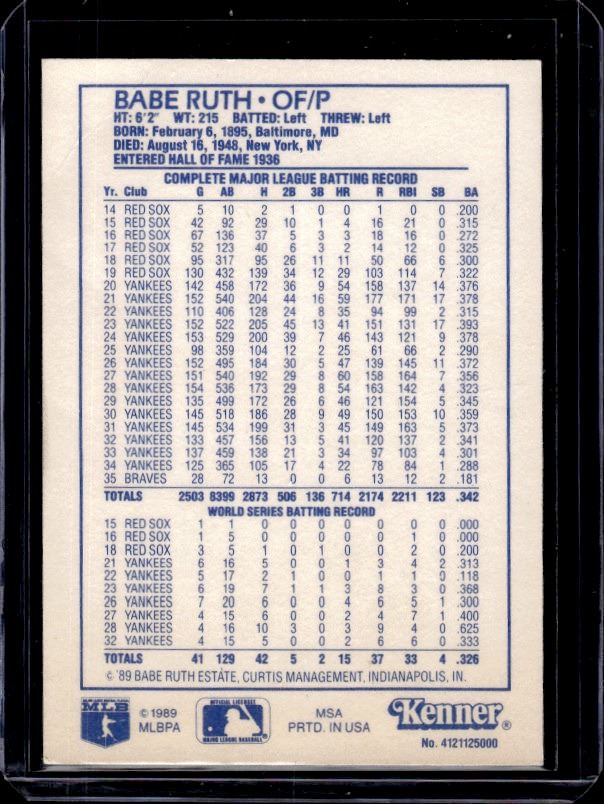 BABE RUTH • OF/P
HT: 6'2" WT: 215 BATTED: Left THREW: Left
BORN: February 6, 1895, Baltimore, MD
DIED: August 16, 1948, New York, NY
ENTERED HALL OF FAME 1936
COMPLETE MAJOR LEAGUE BATTING RECORD
Yr. Club G AB H 2B 3B HR R RBI SB BA
14 RED SOX 5 10 2 1 0 0 1 0 0 .200
15 RED SOX 42 92 29 10 1 4 16 21 0 .315
16 RED SOX 67 136 37 5 3 3 18 16 0 .272
17 RED SOX 52 123 40 6 3 2 14 12 0 .325
18 RED SOX 95 317 95 26 11 11 50 66 6 .300
19 RED SOX 130 432 139 34 12 29 103 114 7 .322
20 YANKEES 142 458 172 36 9 54 158 137 14 .376
21 YANKEES 152 540 204 44 16 59 177 171 17 .378
22 YANKEES 110 406 128 24 8 35 94 99 2 .315
23 YANKEES 152 522 205 45 13 41 151 131 17 .393
24 YANKEES 153 529 200 39 7 46 143 121 9 .378
25 YANKEES 98 359 104 12 2 25 61 66 2 .290
26 YANKEES 152 495 184 30 5 47 139 145 11 .372
27 YANKEES 151 540 192 29 8 60 158 164 7 .356
28 YANKEES 154 536 173 29 8 54 163 142 4 .323
29 YANKEES 135 499 172 26 6 46 121 154 5 .345
30 YANKEES 145 518 186 28 9 49 150 153 10 .359
31 YANKEES 145 534 199 31 3 45 149 163 5 .373
32 YANKEES 133 457 156 13 5 41 120 137 2 .341
33 YANKEES 137 459 138 21 3 34 97 103 4 .301
34 YANKEES 125 365 105 17 4 22 78 84 1 .288
35 BRAVES 28 72 13 0 0 6 13 12 2 .181
TOTALS 2503 8399 2873 506 136 714 2174 2211 123 .342
WORLD SERIES BATTING RECORD
15 RED SOX 1 1 0 0 0 0 0 0 0 .000
16 RED SOX 1 5 0 0 0 0 0 1 0 .000
18 RED SOX 3 5 1 0 1 0 0 2 0 .200
21 YANKEES 6 16 5 0 0 1 3 4 2 .313
22 YANKEES 5 17 2 1 0 0 1 1 0 .118
23 YANKEES 6 19 7 1 1 3 8 3 0 .368
26 YANKEES 7 20 6 0 0 4 6 5 1 .300
27 YANKEES 4 15 6 0 0 2 4 7 1 .400
28 YANKEES 4 16 10 3 0 3 9 4 0 .625
32 YANKEES 4 15 5 0 0 2 6 6 0 .333
TOTALS 41 129 42 5 2 15 37 33 4 .326
© '89 BABE RUTH ESTATE, CURTIS MANAGEMENT, INDIANAPOLIS, IN.
MLB
© 1989
MLBPA
OFFICIAL LICENSEE
MAJOR LEAGUE BASEBALL
MSA
PRTD. IN USA
Kenner®
No. 4121125000